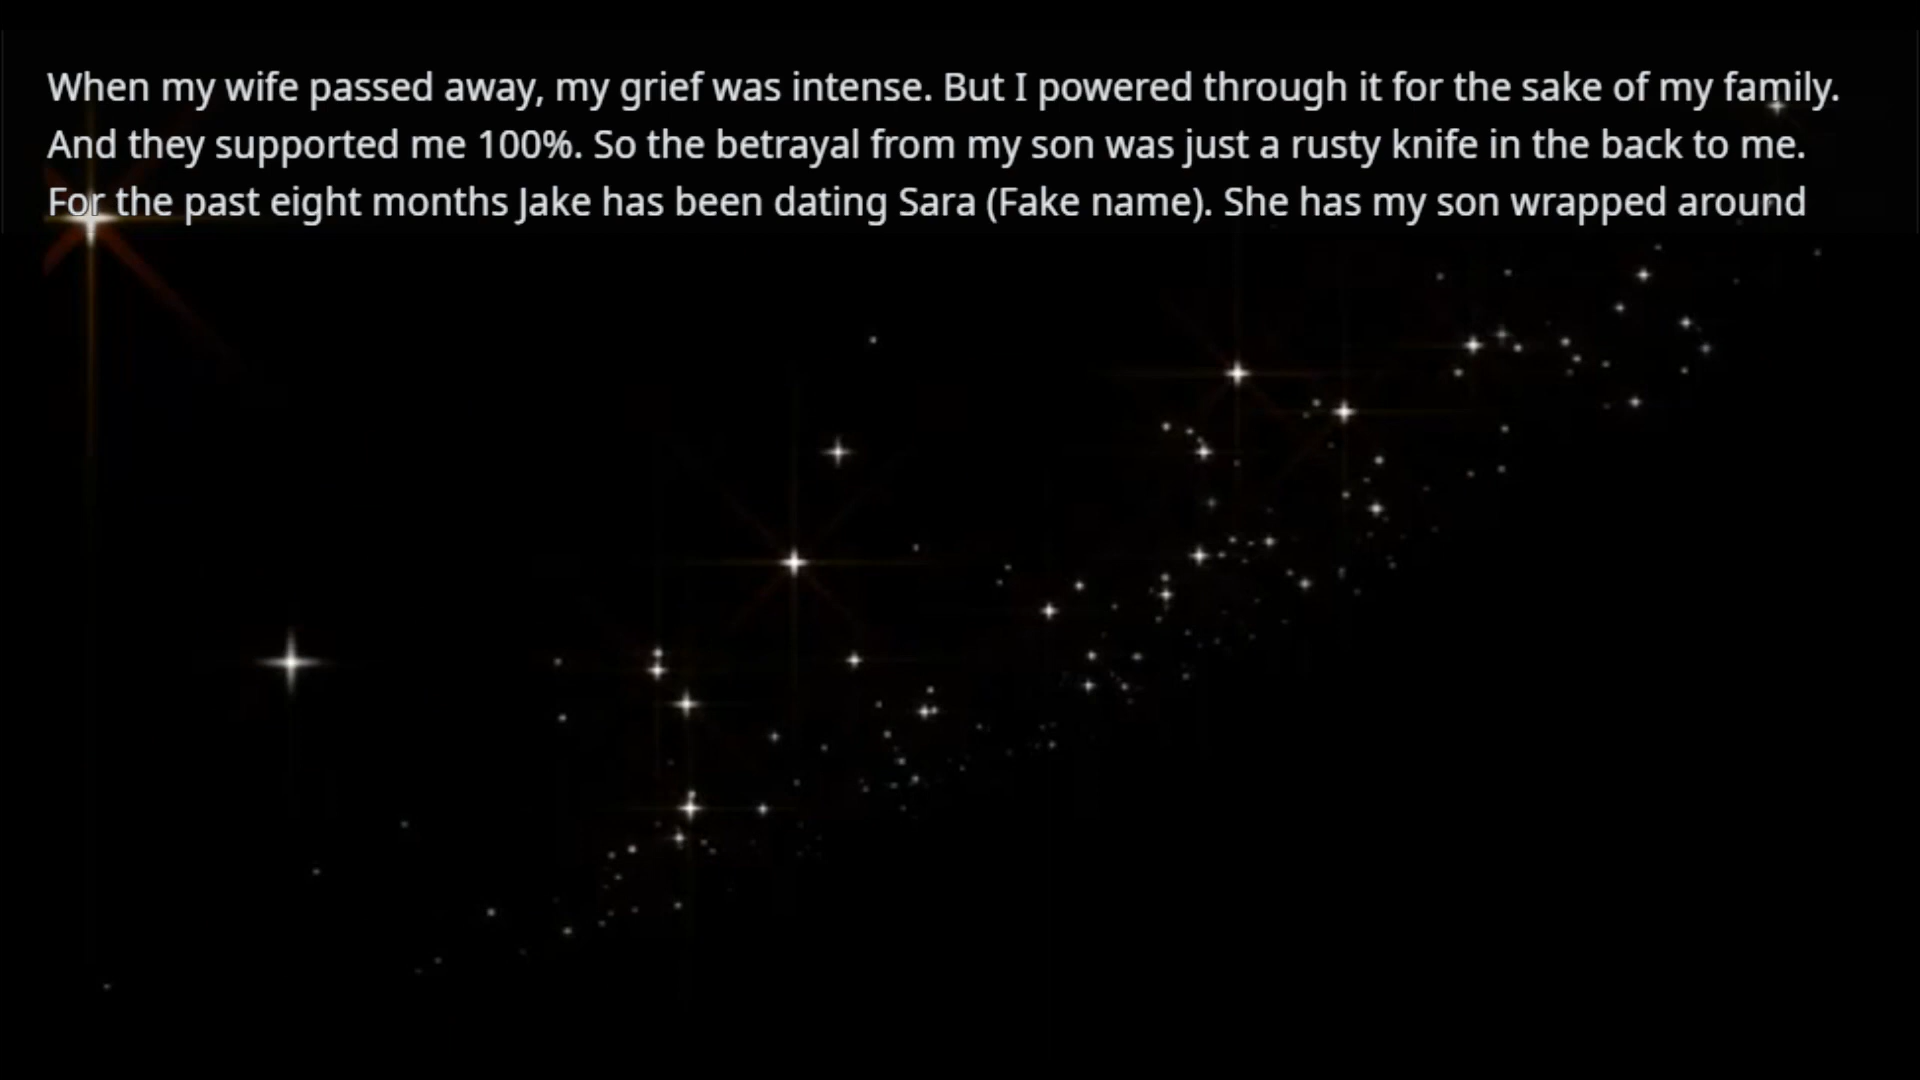 When my wife passed away, my grief was intense. But I powered through it for the sake of my family.
And they supported me 100%. So the betrayal from my son was just a rusty knife in the back to me.
For the past eight months Jake has been dating Sara (Fake name). She has my son wrapped around